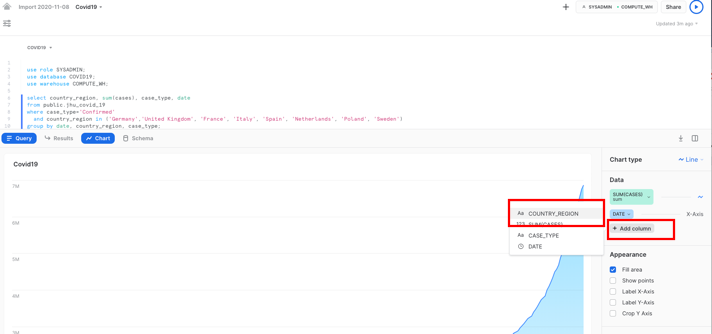 Import 2020-11-08 Covid19
SYSADMIN COMPUTE_WH Share
Updated 3m ago
COVID19
1
2 use role SYSADMIN;
3 use database COVID19;
4 use warehouse COMPUTE_WH;
5
6 select country_region, sum(cases), case_type, date
7 from public.jhu_covid_19
8 where case_type='Confirmed'
9 and country_region in ('Germany','United Kingdom', 'France', 'Italy', 'Spain', 'Netherlands', 'Poland', 'Sweden')
10 group by date, country_region, case_type;
Query Results Chart Schema
Covid19
7M
6M
5M
4M
Aa COUNTRY_REGION
123 SUM(CASES)
Aa CASE_TYPE
DATE
Chart type Line
Data
SUM(CASES)
sum
DATE X-Axis
+ Add column
Appearance
Fill area
Show points
Label X-Axis
Label Y-Axis
Crop Y Axis